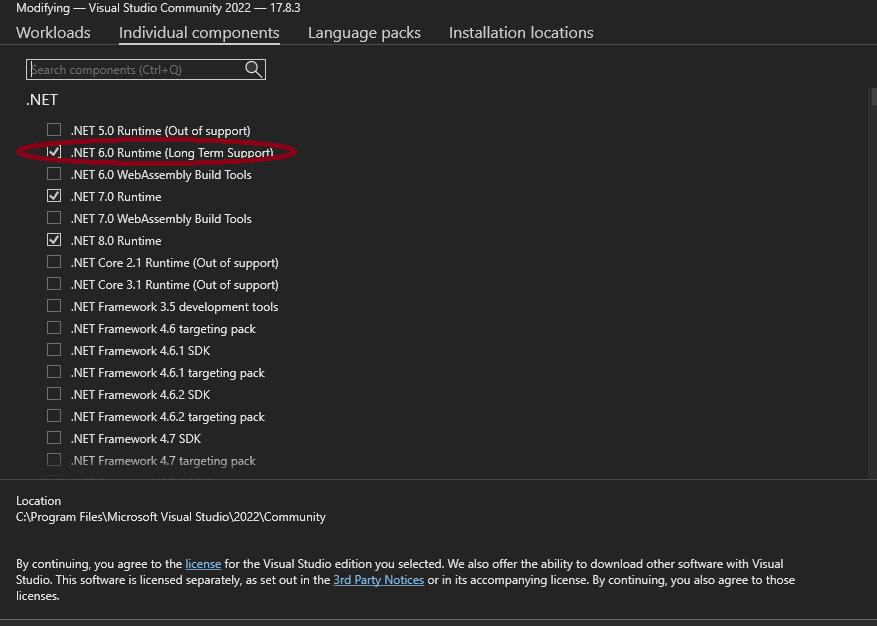 Modifying — Visual Studio Community 2022 — 17.8.3
Workloads Individual components Language packs Installation locations
Search components (Ctrl+Q)
.NET
.NET 5.0 Runtime (Out of support)
.NET 6.0 Runtime (Long Term Support)
.NET 6.0 WebAssembly Build Tools
.NET 7.0 Runtime
.NET 7.0 WebAssembly Build Tools
.NET 8.0 Runtime
.NET Core 2.1 Runtime (Out of support)
.NET Core 3.1 Runtime (Out of support)
.NET Framework 3.5 development tools
.NET Framework 4.6 targeting pack
.NET Framework 4.6.1 SDK
.NET Framework 4.6.1 targeting pack
.NET Framework 4.6.2 SDK
.NET Framework 4.6.2 targeting pack
.NET Framework 4.7 SDK
.NET Framework 4.7 targeting pack
Location
C:\Program Files\Microsoft Visual Studio\2022\Community
By continuing, you agree to the license for the Visual Studio edition you selected. We also offer the ability to download other software with Visual
Studio. This software is licensed separately, as set out in the 3rd Party Notices or in its accompanying license. By continuing, you also agree to those
licenses.